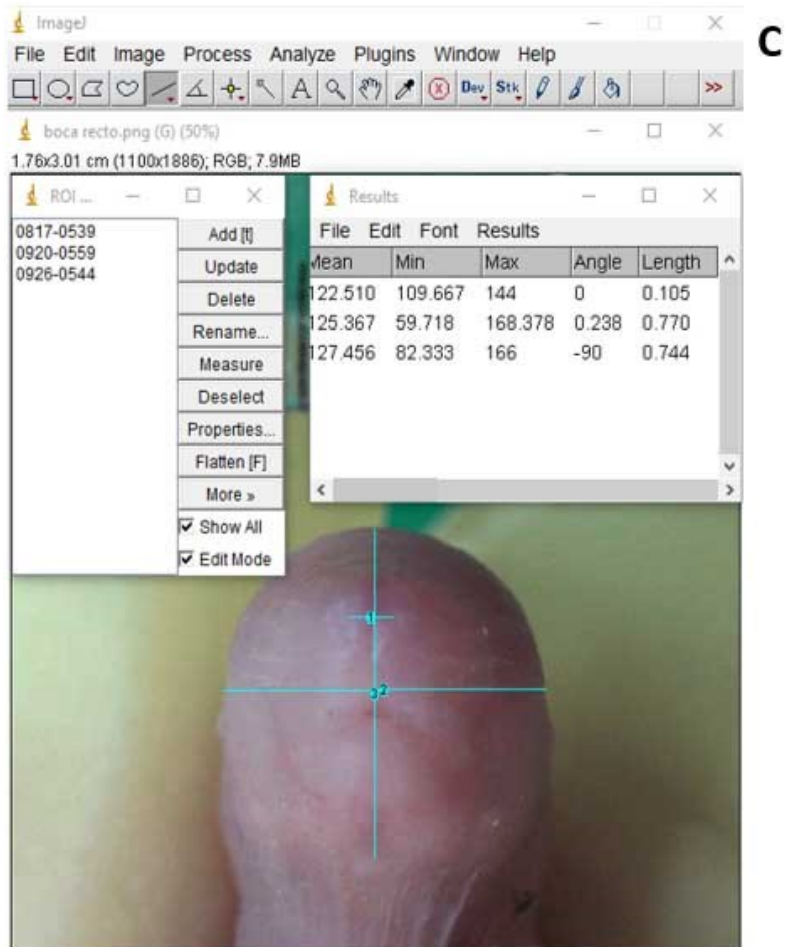 ImageJ
C
File Edit Image Process Analyze Plugins Window Help
A Dev Stk >>
boca recto.png (G) (50%)
1.76x3.01 cm (1100x1886); RGB; 7.9MB
ROI ...
0817-0539
0920-0559
0926-0544
Add [t]
Update
Delete
Rename...
Measure
Deselect
Properties...
Flatten [F]
More »
Show All
Edit Mode
Results
File Edit Font Results
Mean Min Max Angle Length
122.510 109.667 144 0 0.105
125.367 59.718 168.378 0.238 0.770
127.456 82.333 166 -90 0.744
1
3 2